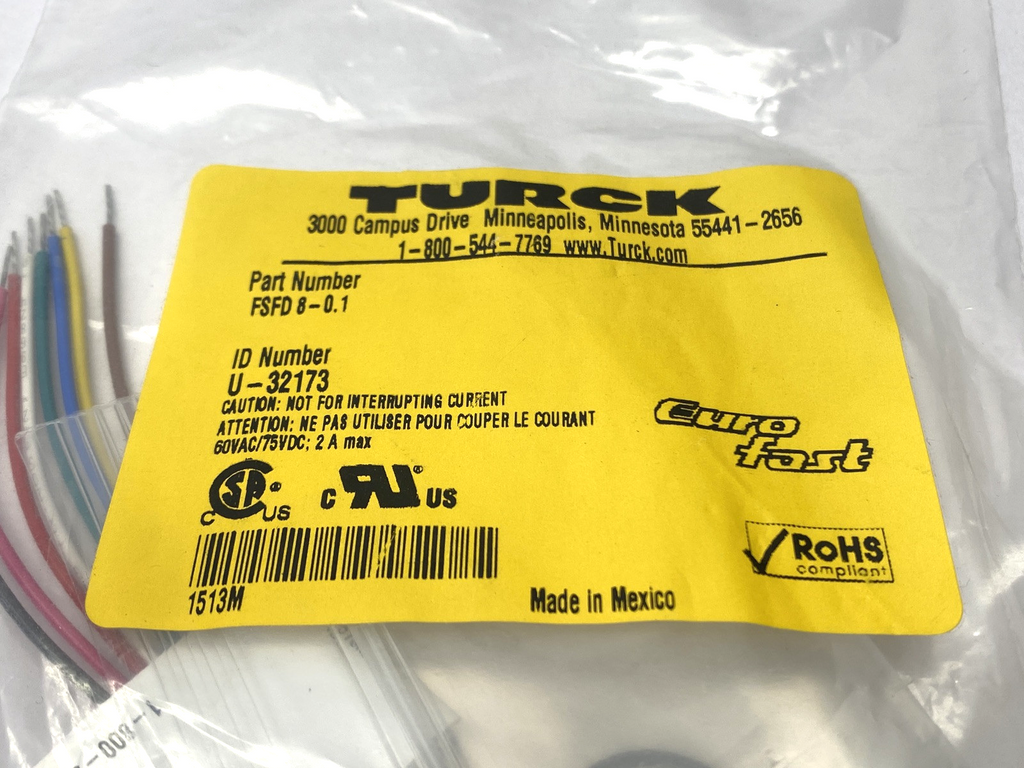 TURCK
3000 Campus Drive Minneapolis, Minnesota 55441-2656
1-800-544-7769 www.Turck.com
Part Number
FSFD 8-0.1
ID Number
U-32173
CAUTION: NOT FOR INTERRUPTING CURRENT
ATTENTION: NE PAS UTILISER POUR COUPER LE COURANT
60VAC/75VDC; 2 A max
Euro
fast
C SA ® US
C RU ® US
RoHS
compliant
1513M
Made in Mexico